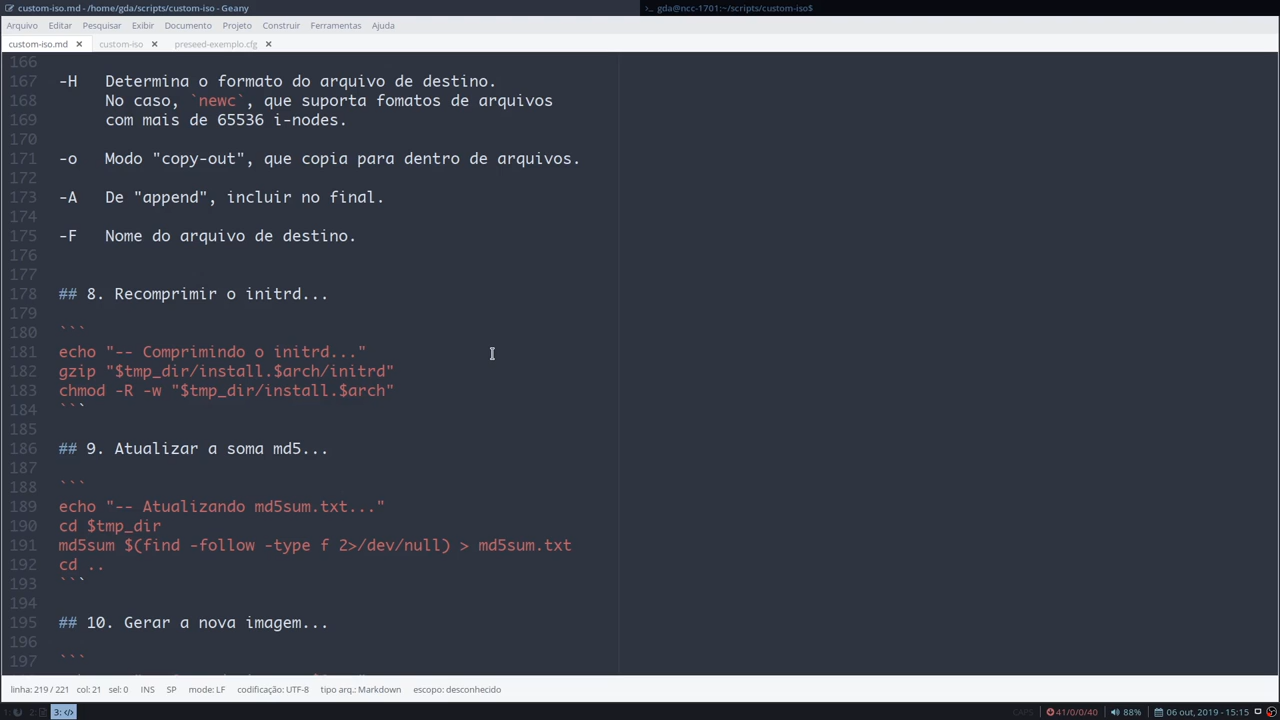 custom-iso.md - /home/gda/scripts/custom-iso - Geany
gda@ncc-1701:~/scripts/custom-iso$
Arquivo Editar Pesquisar Exibir Documento Projeto Construir Ferramentas Ajuda
custom-iso.md × custom-iso × preseed-exemplo.cfg ×
166
167 -H Determina o formato do arquivo de destino.
168 No caso, `newc`, que suporta fomatos de arquivos
169 com mais de 65536 i-nodes.
170
171 -o Modo "copy-out", que copia para dentro de arquivos.
172
173 -A De "append", incluir no final.
174
175 -F Nome do arquivo de destino.
176
177
178 ## 8. Recomprimir o initrd...
179
180 ```
181 echo "-- Comprimindo o initrd..."
182 gzip "$tmp_dir/install.$arch/initrd"
183 chmod -R -w "$tmp_dir/install.$arch"
184 ```
185
186 ## 9. Atualizar a soma md5...
187
188 ```
189 echo "-- Atualizando md5sum.txt..."
190 cd $tmp_dir
191 md5sum $(find -follow -type f 2>/dev/null) > md5sum.txt
192 cd ..
193 ```
194
195 ## 10. Gerar a nova imagem...
196
197 ```
linha: 219 / 221 col: 21 sel: 0 INS SP mode: LF codificação: UTF-8 tipo arq.: Markdown escopo: desconhecido
1: 2: 3: CAPS 41/0/0/40 88% 06 out, 2019 - 15:15